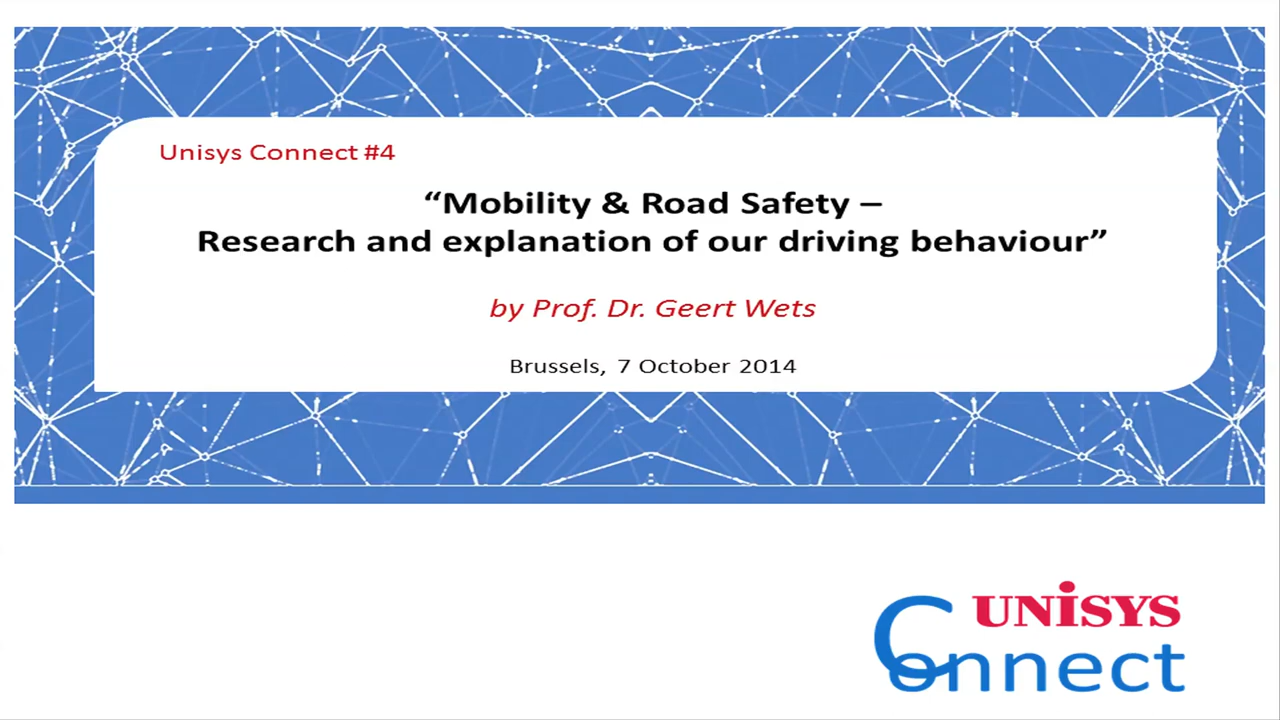 Unisys Connect #4
“Mobility & Road Safety –
Research and explanation of our driving behaviour”
by Prof. Dr. Geert Wets
Brussels, 7 October 2014
UNiSYS
Connect